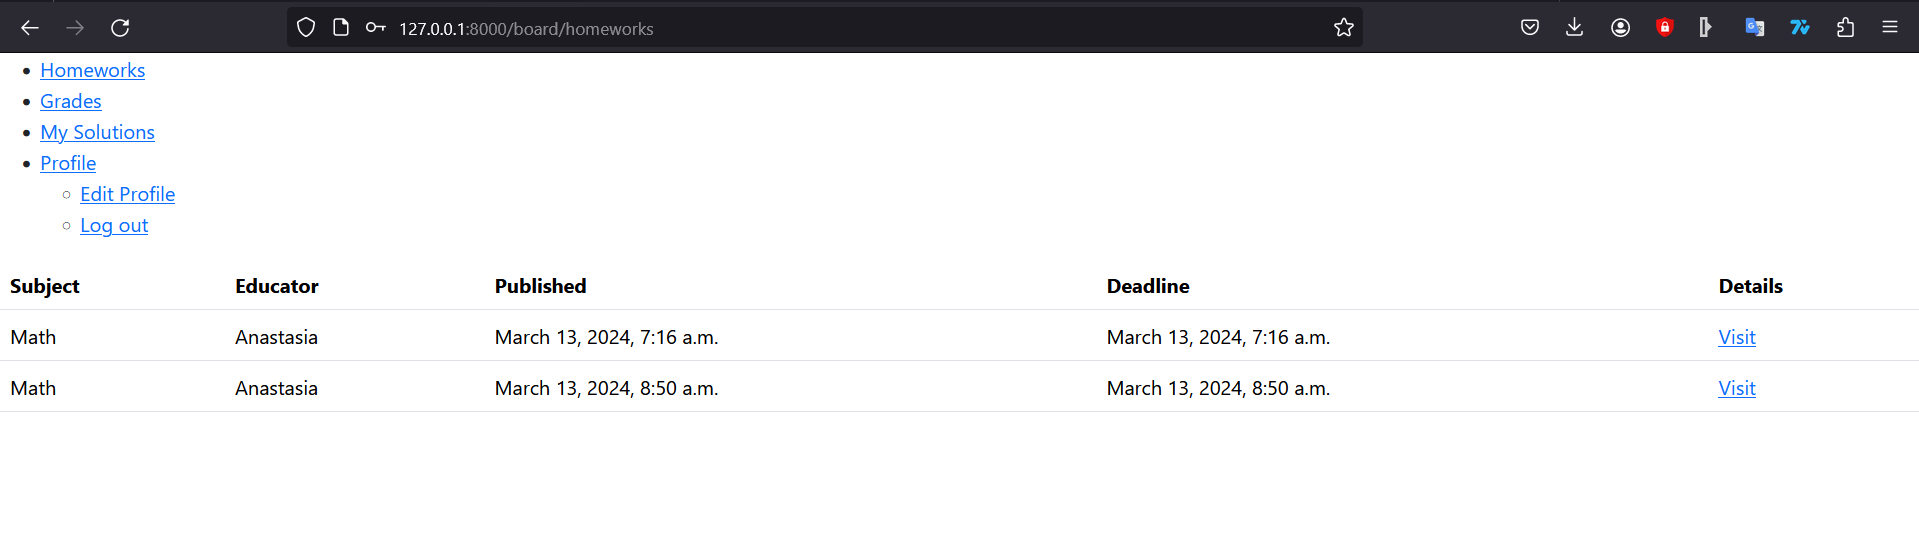 127.0.0.1:8000/board/homeworks
Homeworks
Grades
My Solutions
Profile
Edit Profile
Log out
Subject Educator Published Deadline Details
Math Anastasia March 13, 2024, 7:16 a.m. March 13, 2024, 7:16 a.m. Visit
Math Anastasia March 13, 2024, 8:50 a.m. March 13, 2024, 8:50 a.m. Visit